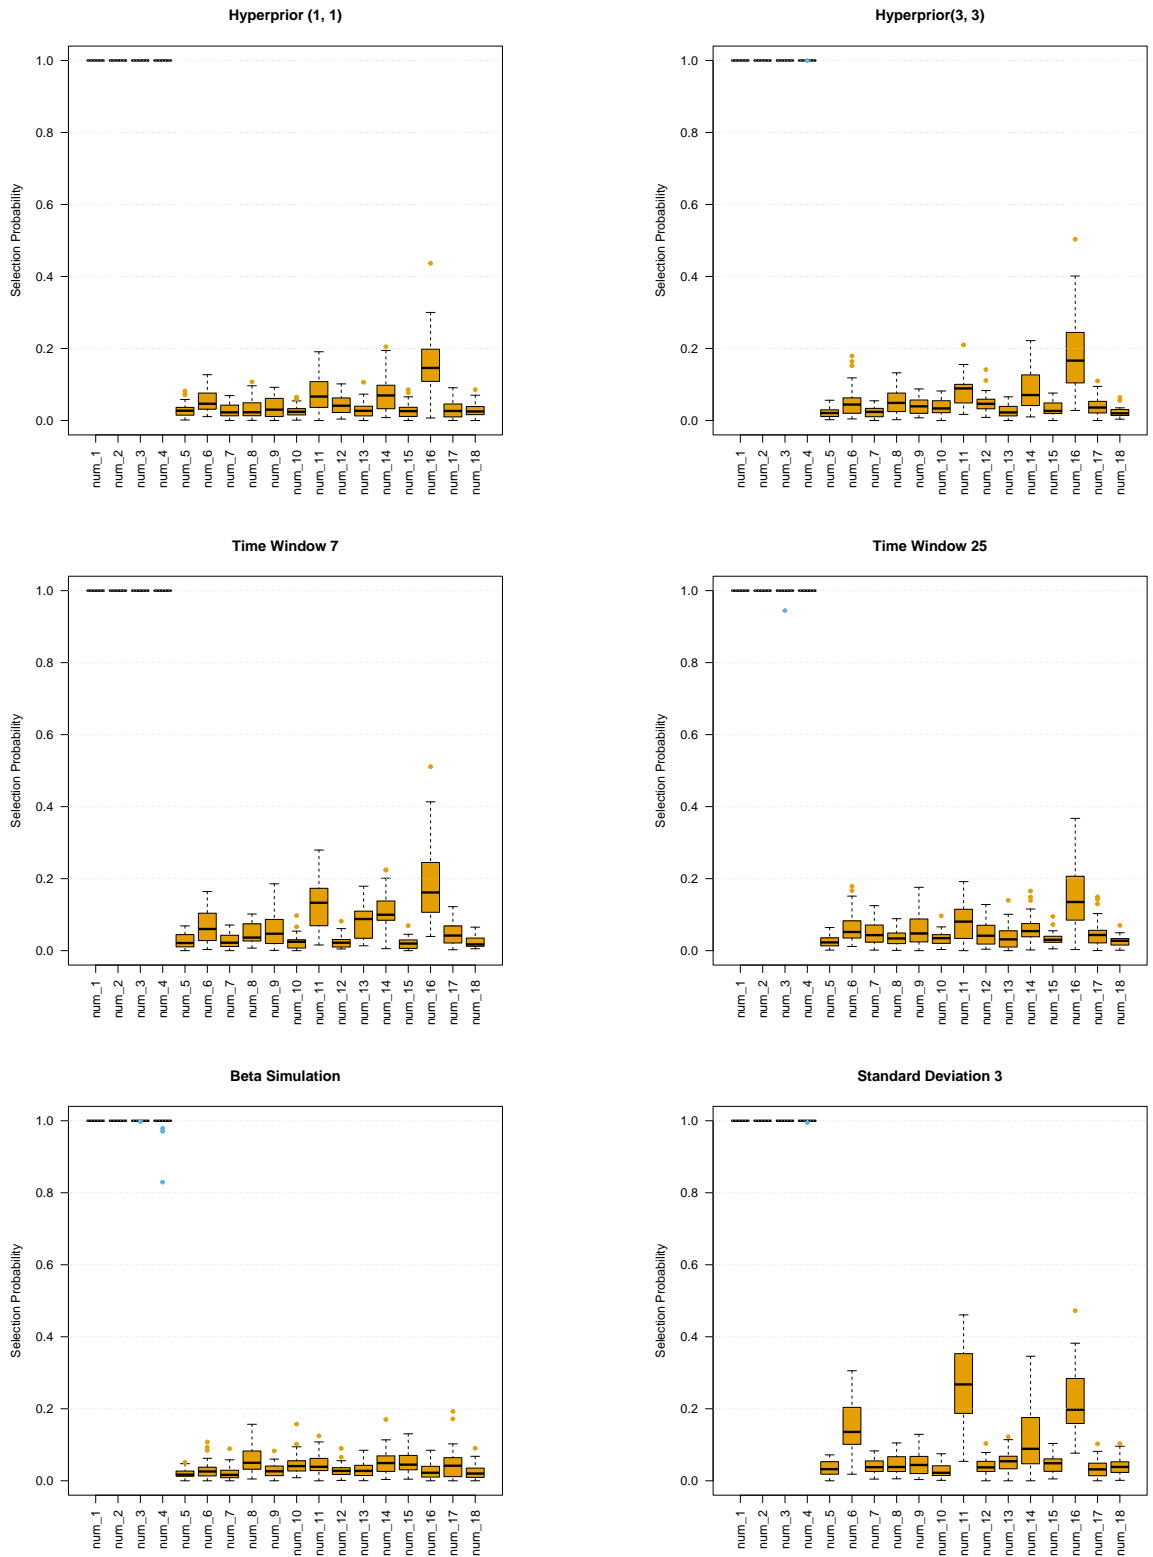 Hyperprior (1, 1)
Selection Probability
1.0
0.8
0.6
0.4
0.2
0.0
num_1
num_2
num_3
num_4
num_5
num_6
num_7
num_8
num_9
num_10
num_11
num_12
num_13
num_14
num_15
num_16
num_17
num_18
Hyperprior(3, 3)
Selection Probability
1.0
0.8
0.6
0.4
0.2
0.0
num_1
num_2
num_3
num_4
num_5
num_6
num_7
num_8
num_9
num_10
num_11
num_12
num_13
num_14
num_15
num_16
num_17
num_18
Time Window 7
Selection Probability
1.0
0.8
0.6
0.4
0.2
0.0
num_1
num_2
num_3
num_4
num_5
num_6
num_7
num_8
num_9
num_10
num_11
num_12
num_13
num_14
num_15
num_16
num_17
num_18
Time Window 25
Selection Probability
1.0
0.8
0.6
0.4
0.2
0.0
num_1
num_2
num_3
num_4
num_5
num_6
num_7
num_8
num_9
num_10
num_11
num_12
num_13
num_14
num_15
num_16
num_17
num_18
Beta Simulation
Selection Probability
1.0
0.8
0.6
0.4
0.2
0.0
num_1
num_2
num_3
num_4
num_5
num_6
num_7
num_8
num_9
num_10
num_11
num_12
num_13
num_14
num_15
num_16
num_17
num_18
Standard Deviation 3
Selection Probability
1.0
0.8
0.6
0.4
0.2
0.0
num_1
num_2
num_3
num_4
num_5
num_6
num_7
num_8
num_9
num_10
num_11
num_12
num_13
num_14
num_15
num_16
num_17
num_18